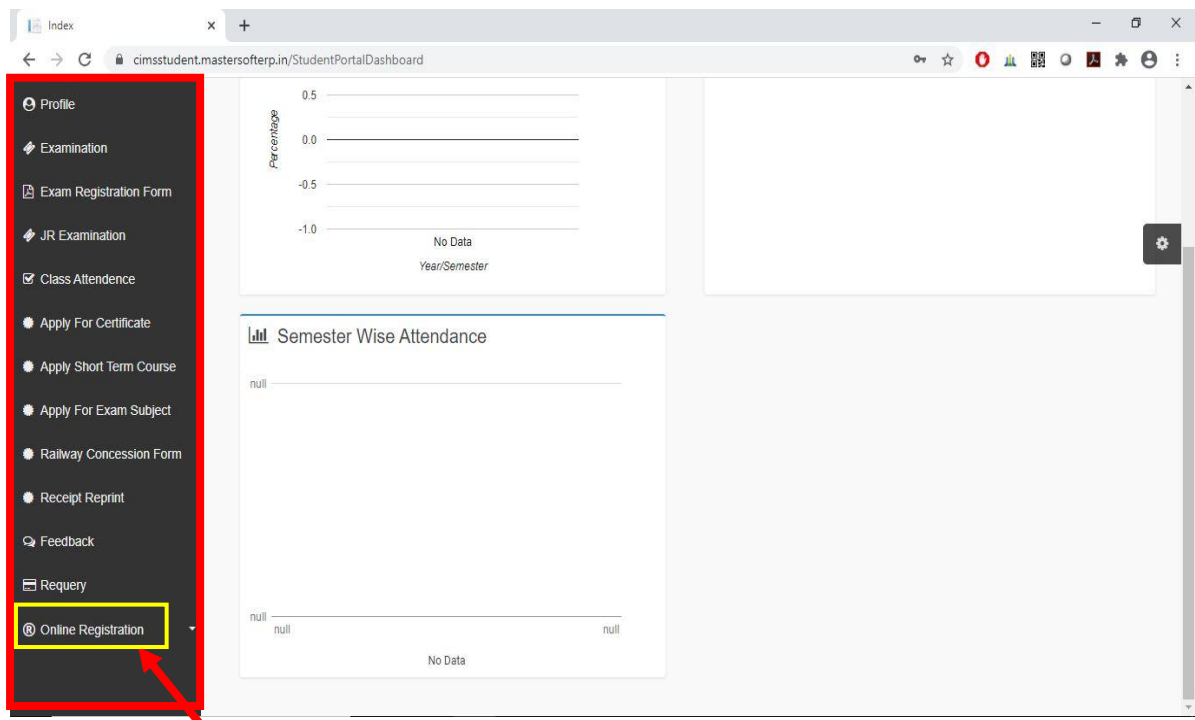 Index
cimsstudent.mastersofterp.in/StudentPortalDashboard
Profile
Examination
Exam Registration Form
JR Examination
Class Attendence
Apply For Certificate
Apply Short Term Course
Apply For Exam Subject
Railway Concession Form
Receipt Reprint
Feedback
Requery
Online Registration
Percentage
0.5
0.0
-0.5
-1.0
No Data
Year/Semester
Semester Wise Attendance
null
null
null null
No Data